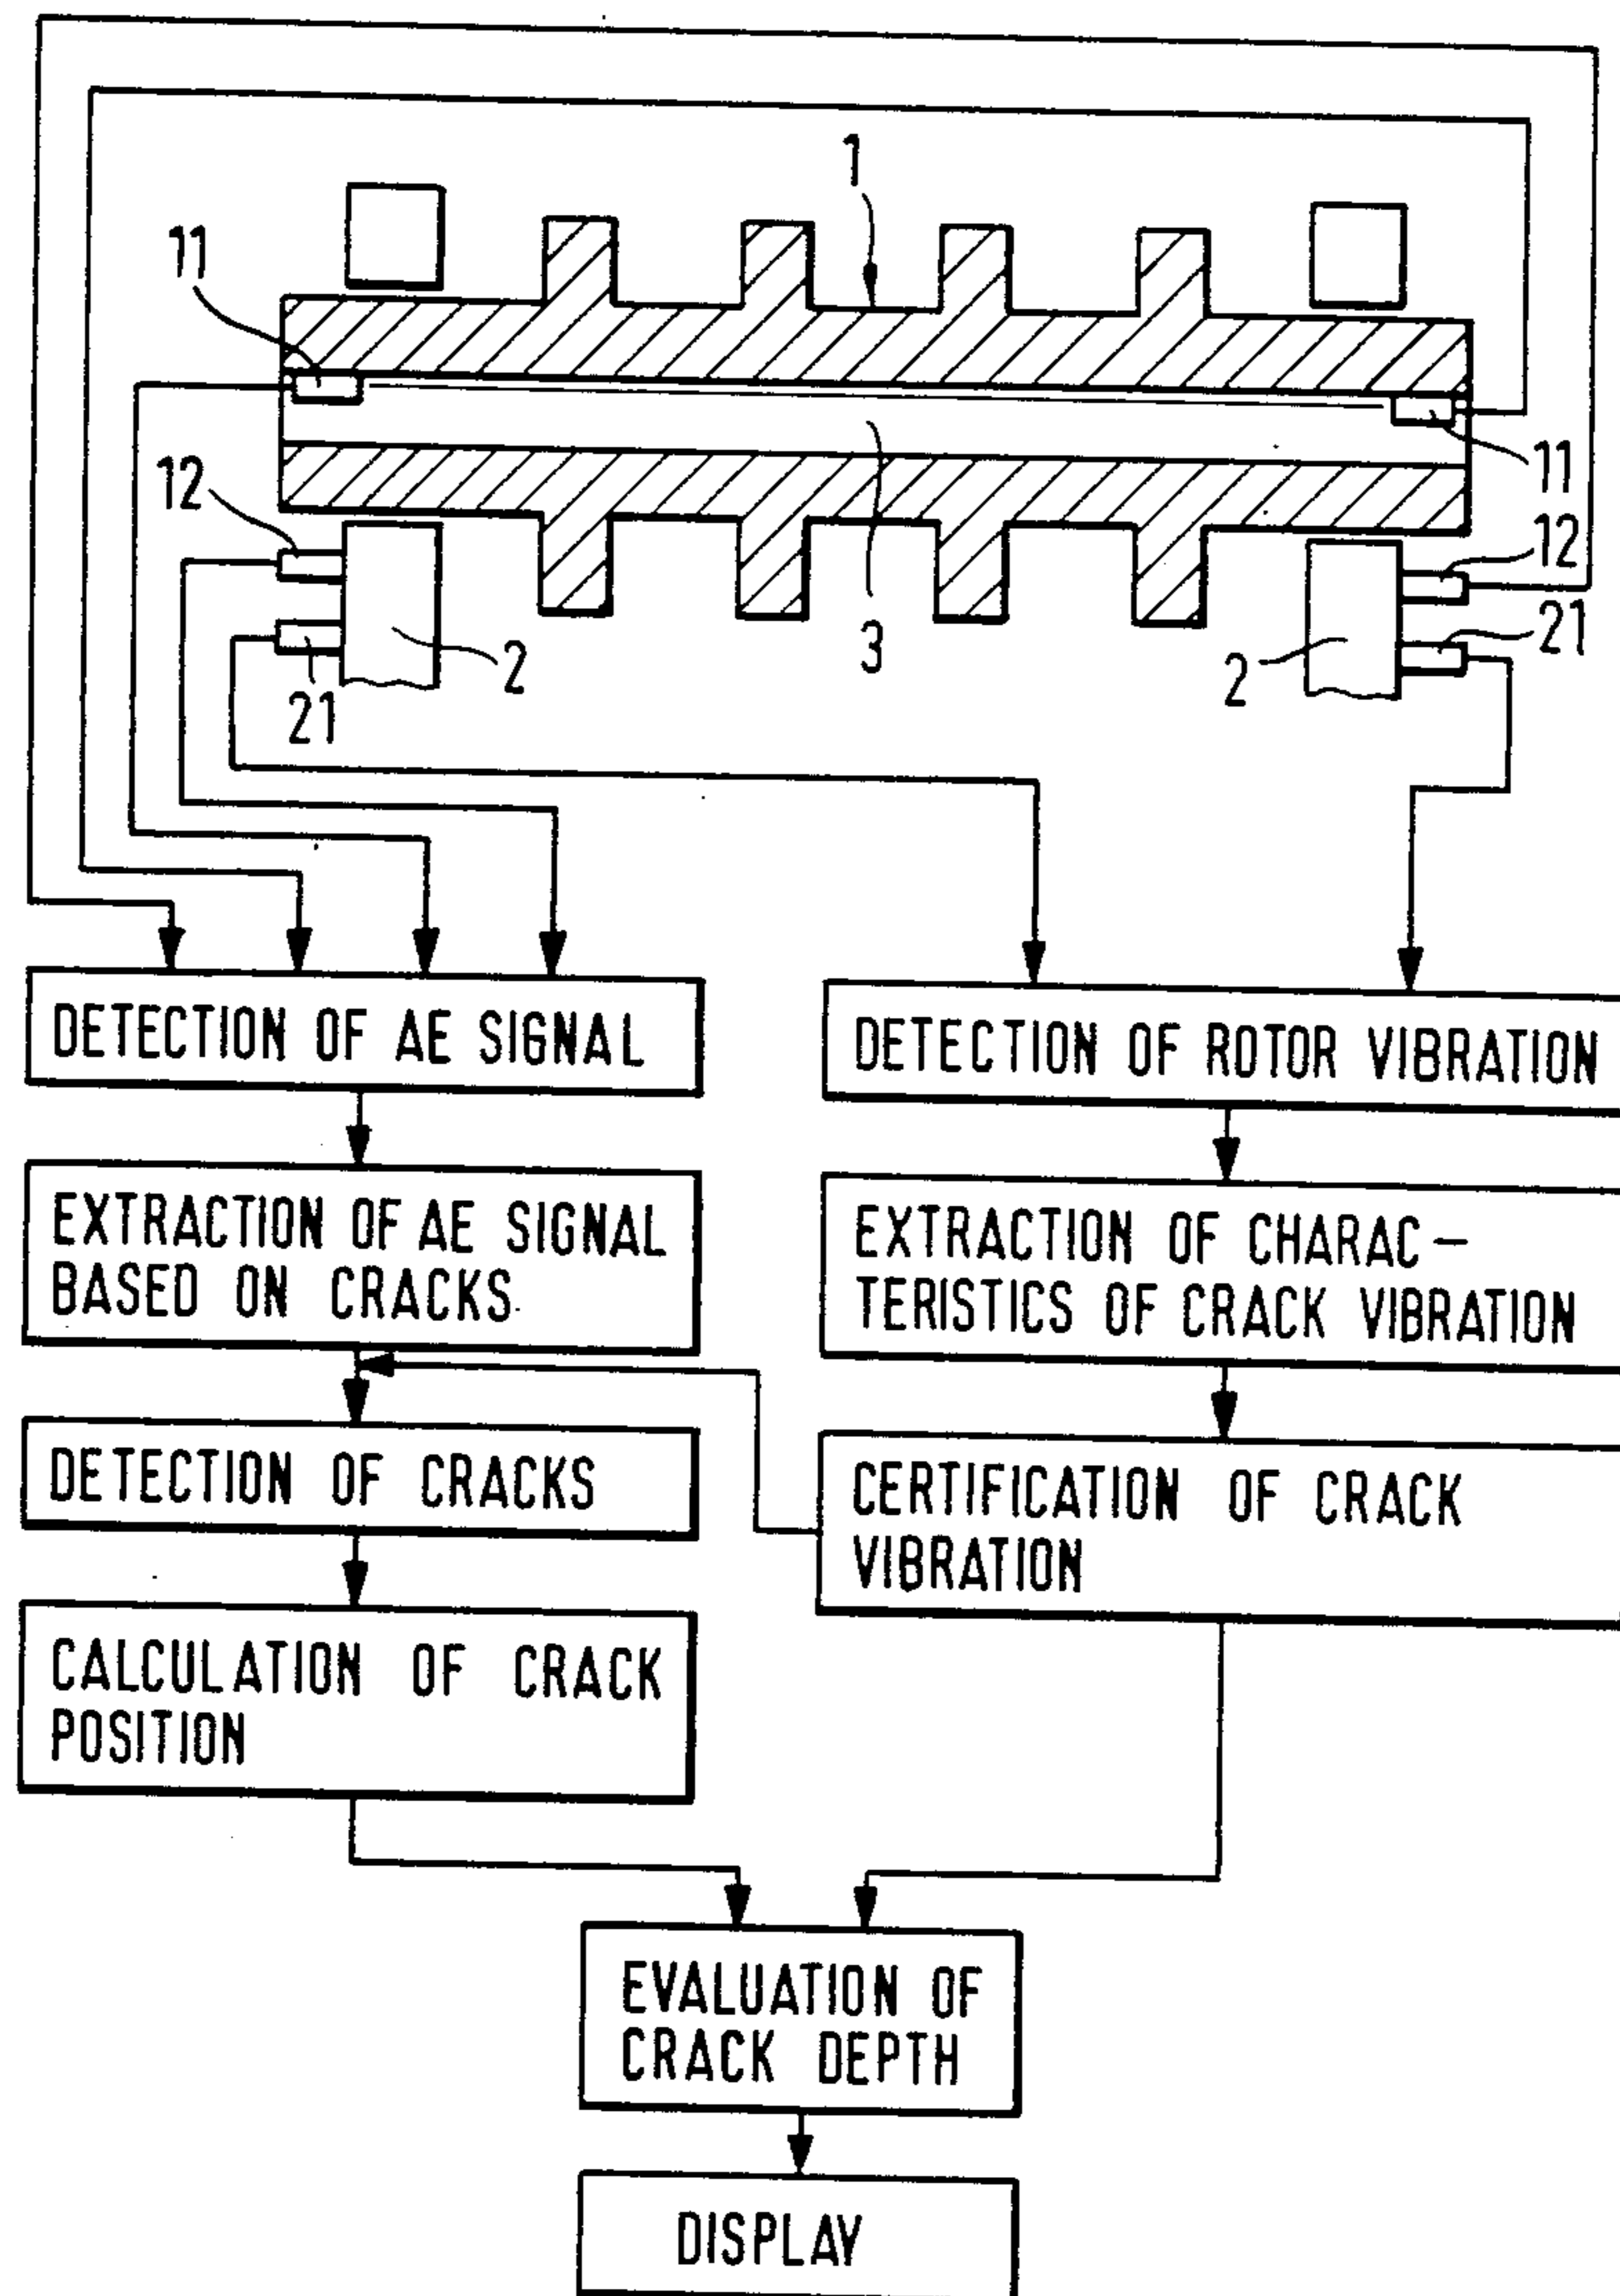 1
11
11
12
12
3
21
2
2
21
DETECTION OF AE SIGNAL
DETECTION OF ROTOR VIBRATION
EXTRACTION OF AE SIGNAL
BASED ON CRACKS
EXTRACTION OF CHARAC-
TERISTICS OF CRACK VIBRATION
DETECTION OF CRACKS
CERTIFICATION OF CRACK
VIBRATION
CALCULATION OF CRACK
POSITION
EVALUATION OF
CRACK DEPTH
DISPLAY